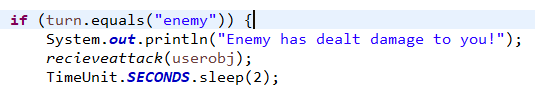 if (turn.equals("enemy")) {
System.out.println("Enemy has dealt damage to you!");
recieveattack(userobj);
TimeUnit.SECONDS.sleep(2);